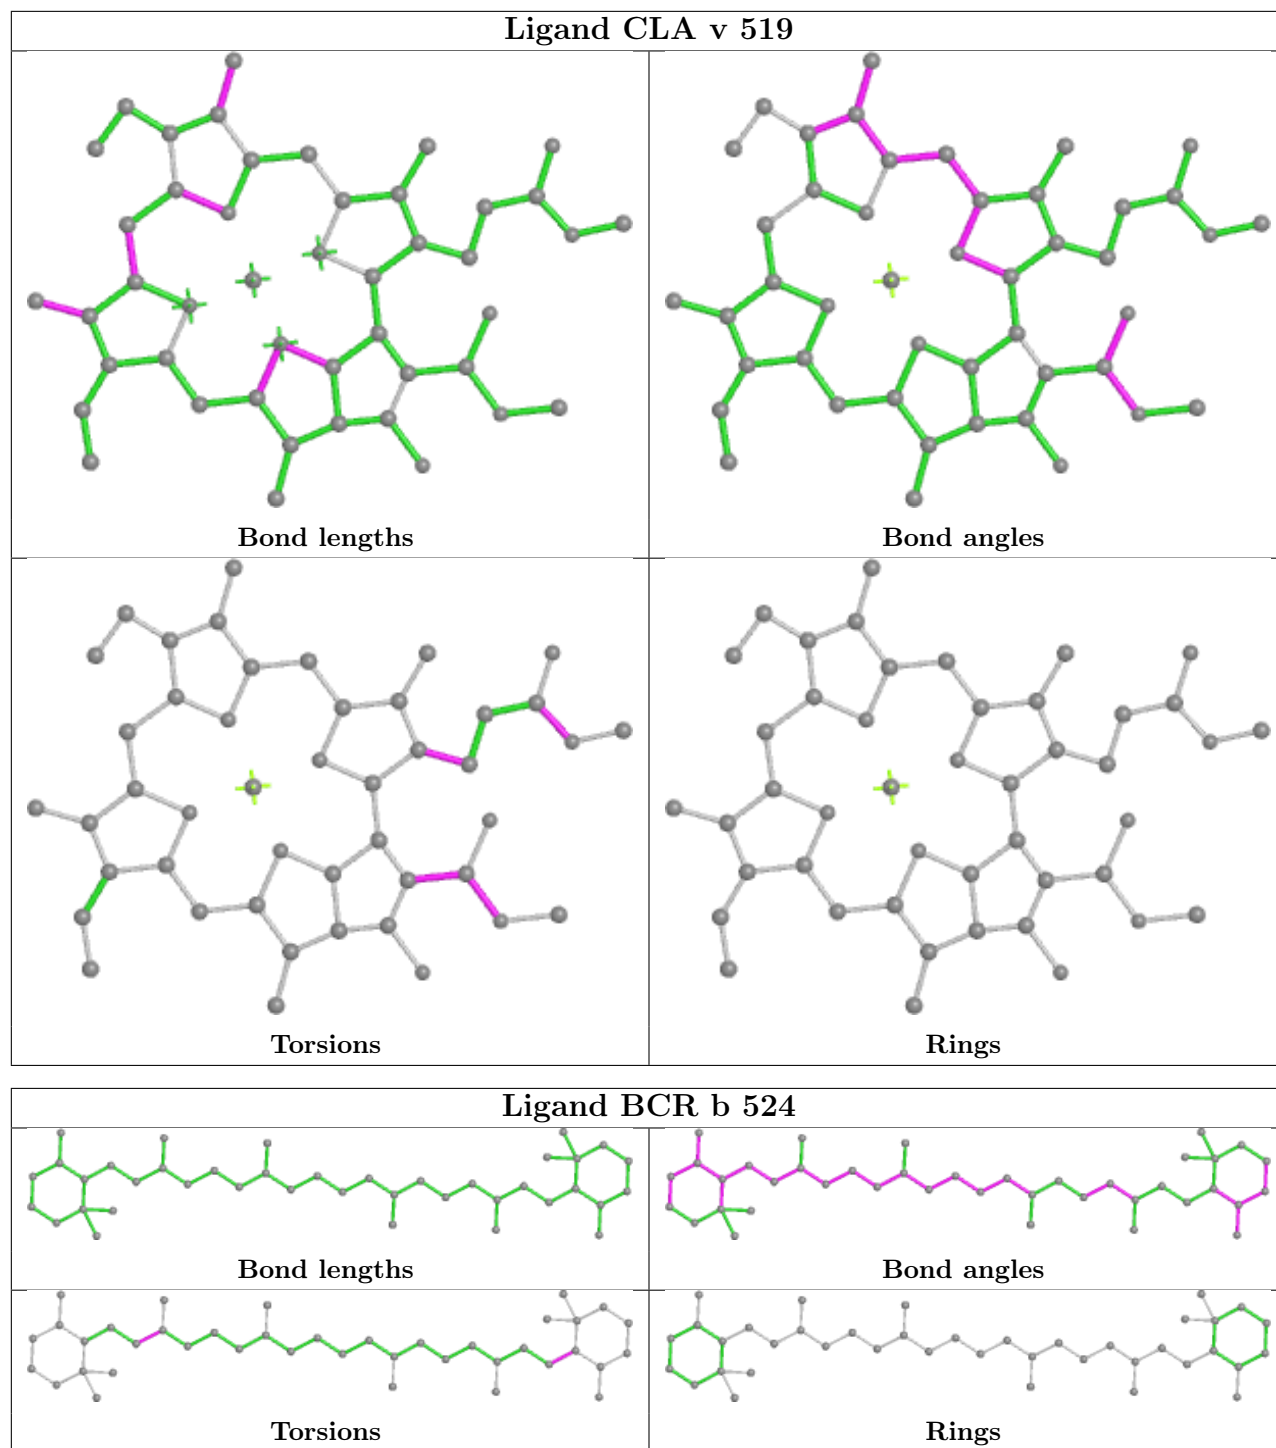 Ligand CLA v 519
Bond lengths
Bond angles
Torsions
Rings
Ligand BCR b 524
Bond lengths
Bond angles
Torsions
Rings